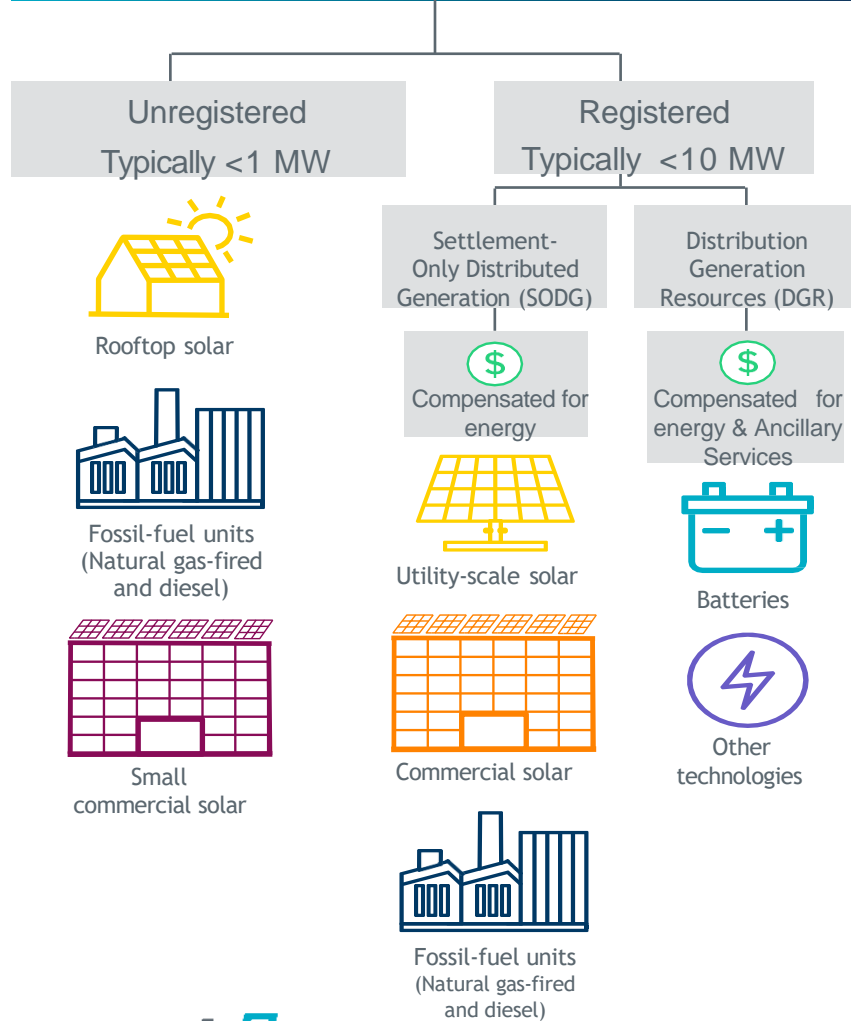 Unregistered
Typically <1 MW
Registered
Typically <10 MW
Rooftop solar
Fossil-fuel units
(Natural gas-fired
and diesel)
Small
commercial solar
Settlement-
Only Distributed
Generation (SODG)
$
Compensated for
energy
Utility-scale solar
Commercial solar
Fossil-fuel units
(Natural gas-fired
and diesel)
Distribution
Generation
Resources (DGR)
$
Compensated for
energy & Ancillary
Services
Batteries
Other
technologies